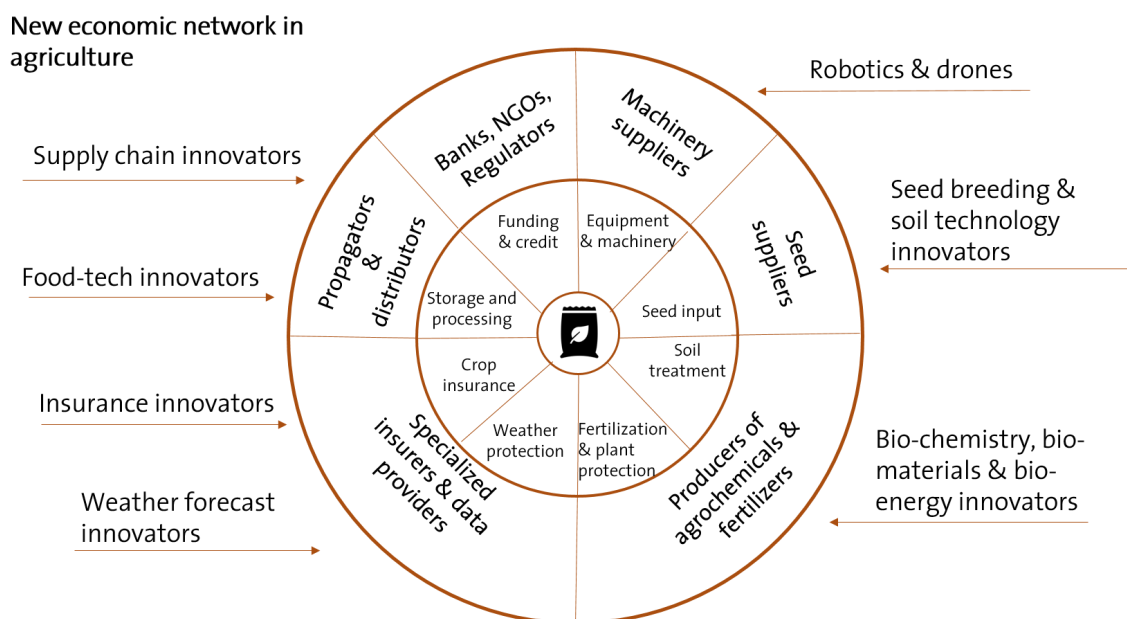 New economic network in
agriculture
Supply chain innovators
Food-tech innovators
Insurance innovators
Weather forecast
innovators
Banks, NGOs,
Regulators
Machinery
suppliers
Seed
suppliers
Producers of
agrochemicals &
fertilizers
Specialized
insurers & data
providers
Propagators
&
distributors
Funding
& credit
Equipment
& machinery
Seed input
Soil
treatment
Fertilization
& plant
protection
Weather
protection
Crop
insurance
Storage and
processing
Robotics & drones
Seed breeding &
soil technology
innovators
Bio-chemistry, bio-
materials & bio-
energy innovators